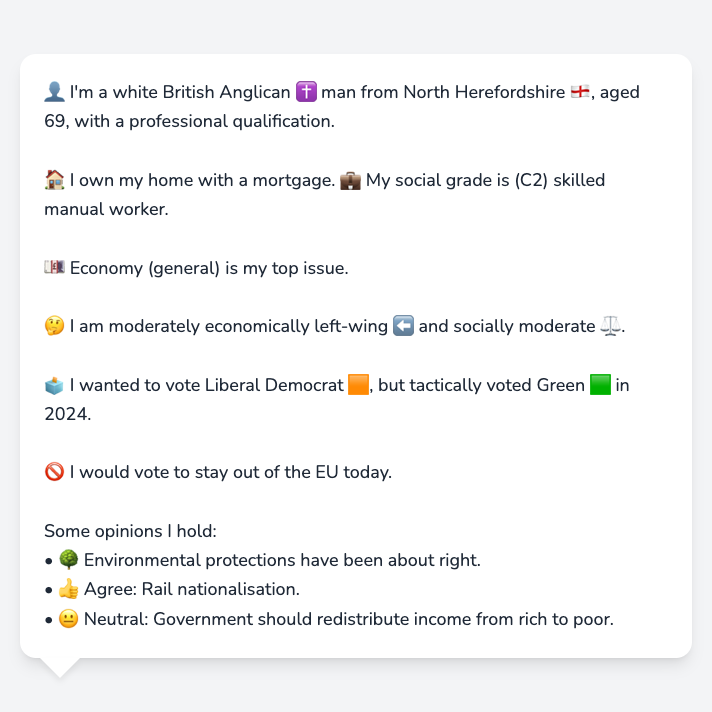 👤 I'm a white British Anglican ✝️ man from North Herefordshire 🏴󠁧󠁢󠁥󠁮󠁧󠁿, aged
69, with a professional qualification.
🏠 I own my home with a mortgage. 💼 My social grade is (C2) skilled
manual worker.
💷 Economy (general) is my top issue.
🤔 I am moderately economically left-wing ⬅️ and socially moderate ⚖️.
🗳️ I wanted to vote Liberal Democrat 🟧, but tactically voted Green 🟩 in
2024.
🚫 I would vote to stay out of the EU today.
Some opinions I hold:
• 🌳 Environmental protections have been about right.
• 👍 Agree: Rail nationalisation.
• 😐 Neutral: Government should redistribute income from rich to poor.